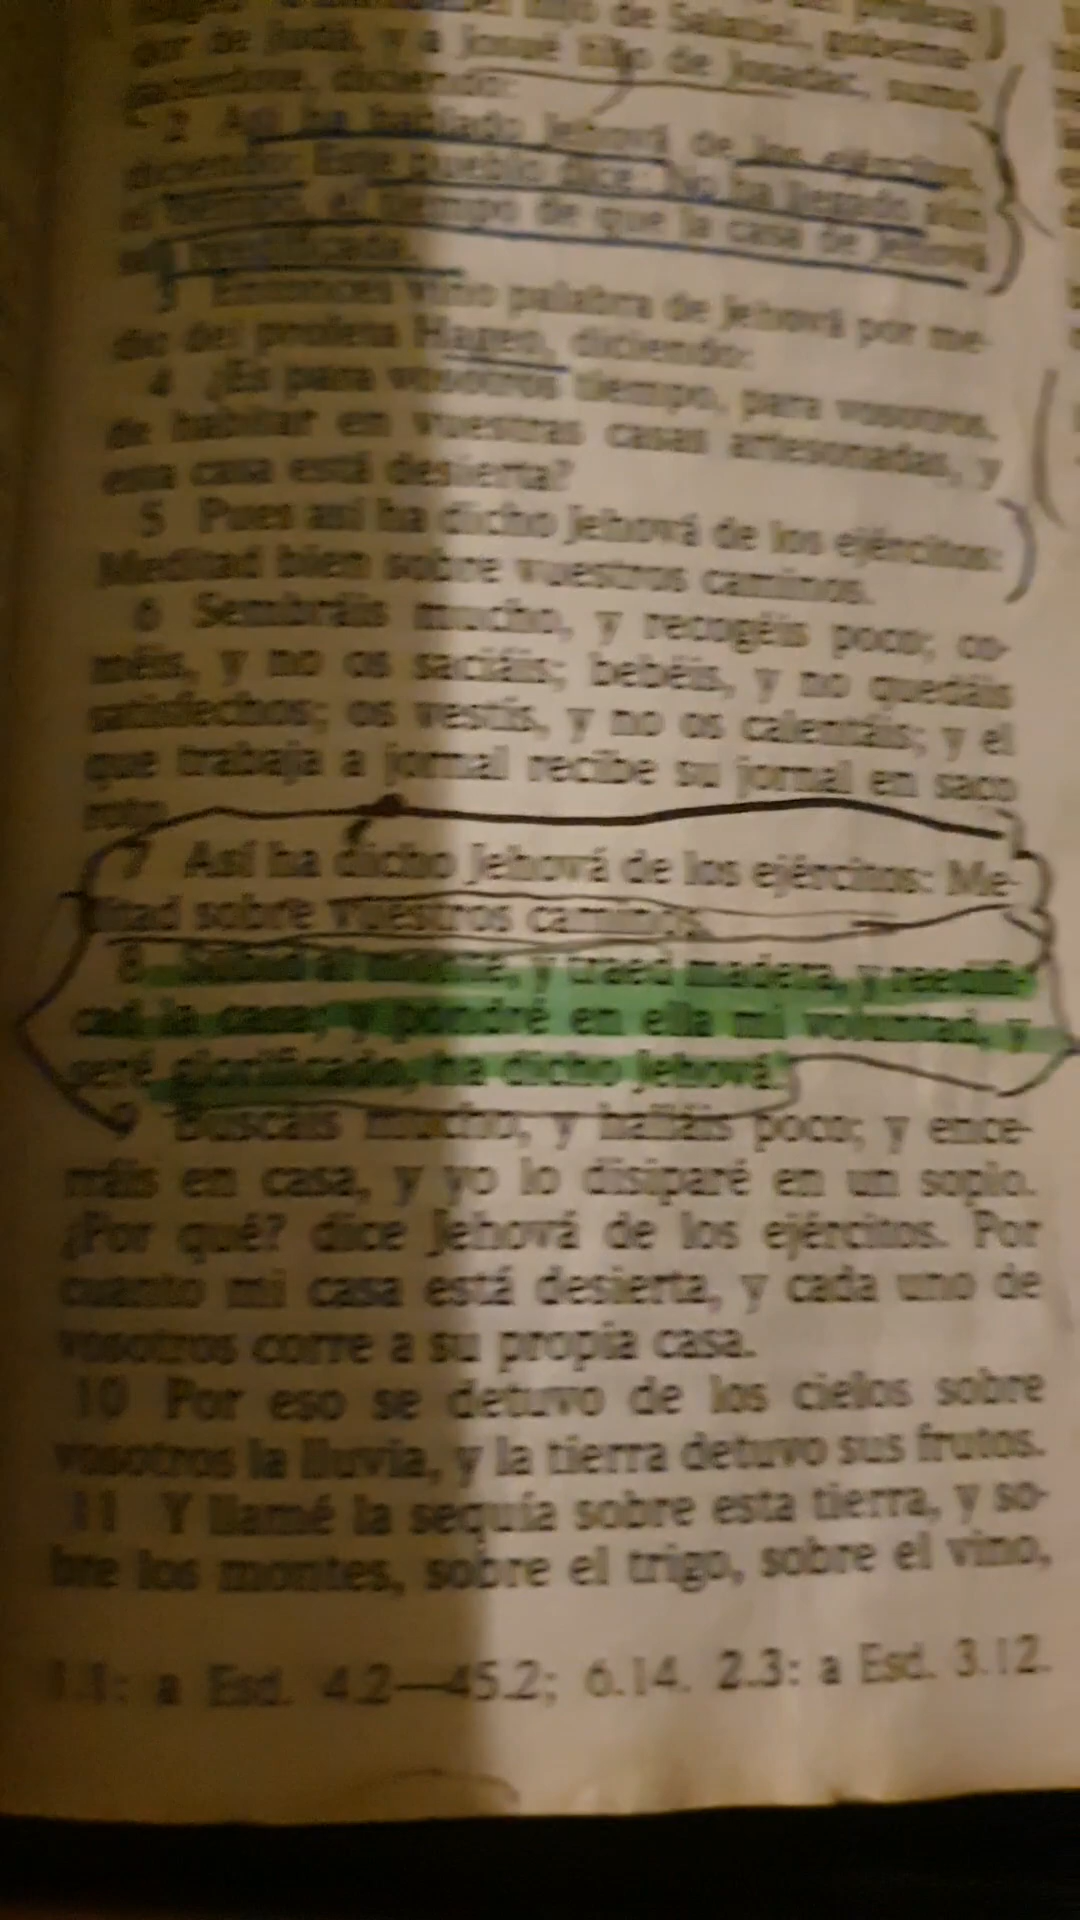 de Salatiel, goberna-
dor de Judá, y a Josué hijo de Josadac, sumo
sacerdote, diciendo:
2 Así ha hablado Jehová de los ejércitos,
diciendo: Este pueblo dice: No ha llegado aún
el tiempo, el tiempo de que la casa de Jehová
sea reedificada.
3 Entonces vino palabra de Jehová por me-
dio del profeta Hageo, diciendo:
4 ¿Es para vosotros tiempo, para vosotros,
de habitar en vuestras casas artesonadas, y
esta casa está desierta?
5 Pues así ha dicho Jehová de los ejércitos:
Meditad bien sobre vuestros caminos.
6 Sembráis mucho, y recogéis poco; co-
méis, y no os saciáis; bebéis, y no quedáis
satisfechos; os vestís, y no os calentáis; y el
que trabaja a jornal recibe su jornal en saco
roto.
7 Así ha dicho Jehová de los ejércitos: Me-
ditad sobre vuestros caminos.
8 Subid al monte, y traed madera, y reedifi-
cad la casa; y pondré en ella mi voluntad, y
seré glorificado, ha dicho Jehová.
9 Buscáis mucho, y halláis poco; y ence-
rráis en casa, y yo lo disiparé en un soplo.
¿Por qué? dice Jehová de los ejércitos. Por
cuanto mi casa está desierta, y cada uno de
vosotros corre a su propia casa.
10 Por eso se detuvo de los cielos sobre
vosotros la lluvia, y la tierra detuvo sus frutos.
11 Y llamé la sequía sobre esta tierra, y so-
bre los montes, sobre el trigo, sobre el vino,
1.1: a Esd. 4.2—45.2; 6.14. 2.3: a Esd. 3.12.